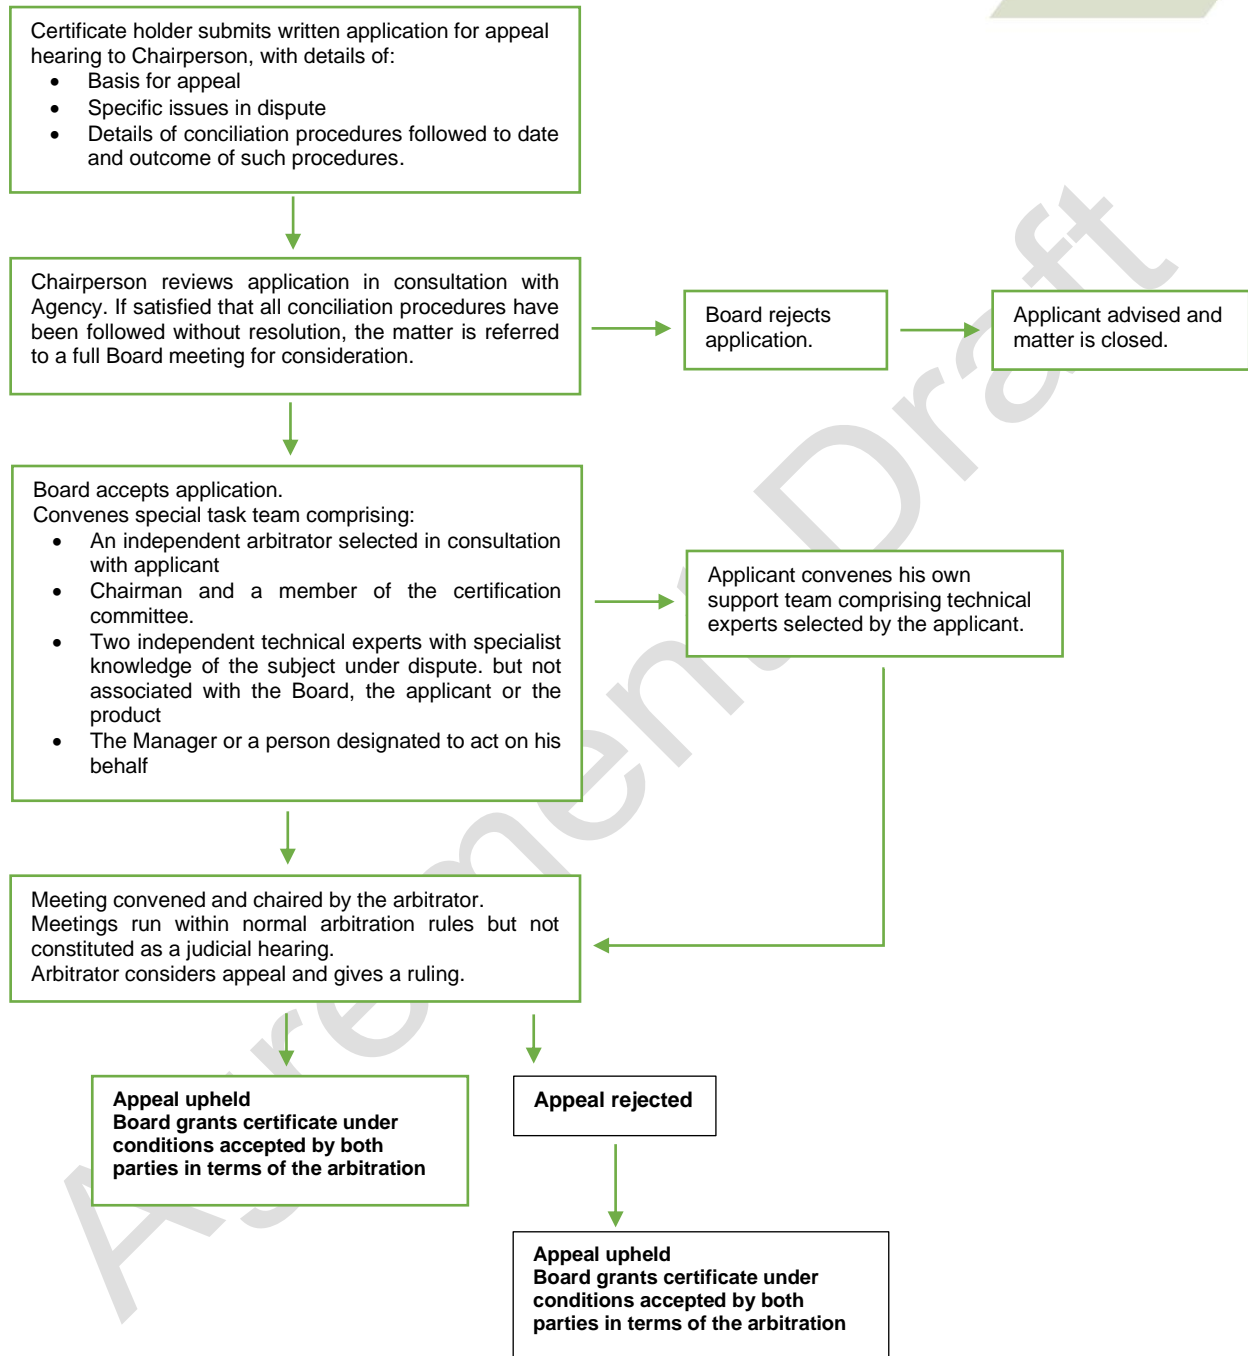 Certificate holder submits written application for appeal
hearing to Chairperson, with details of:
• Basis for appeal
• Specific issues in dispute
• Details of conciliation procedures followed to date
and outcome of such procedures.
Chairperson reviews application in consultation with
Agency. If satisfied that all conciliation procedures have
been followed without resolution, the matter is referred
to a full Board meeting for consideration.
Board rejects
application.
Applicant advised and
matter is closed.
Board accepts application.
Convenes special task team comprising:
• An independent arbitrator selected in consultation
with applicant
• Chairman and a member of the certification
committee.
• Two independent technical experts with specialist
knowledge of the subject under dispute. but not
associated with the Board, the applicant or the
product
• The Manager or a person designated to act on his
behalf
Applicant convenes his own
support team comprising technical
experts selected by the applicant.
Meeting convened and chaired by the arbitrator.
Meetings run within normal arbitration rules but not
constituted as a judicial hearing.
Arbitrator considers appeal and gives a ruling.
Appeal upheld
Board grants certificate under
conditions accepted by both
parties in terms of the arbitration
Appeal rejected
Appeal upheld
Board grants certificate under
conditions accepted by both
parties in terms of the arbitration
Agrement Draft